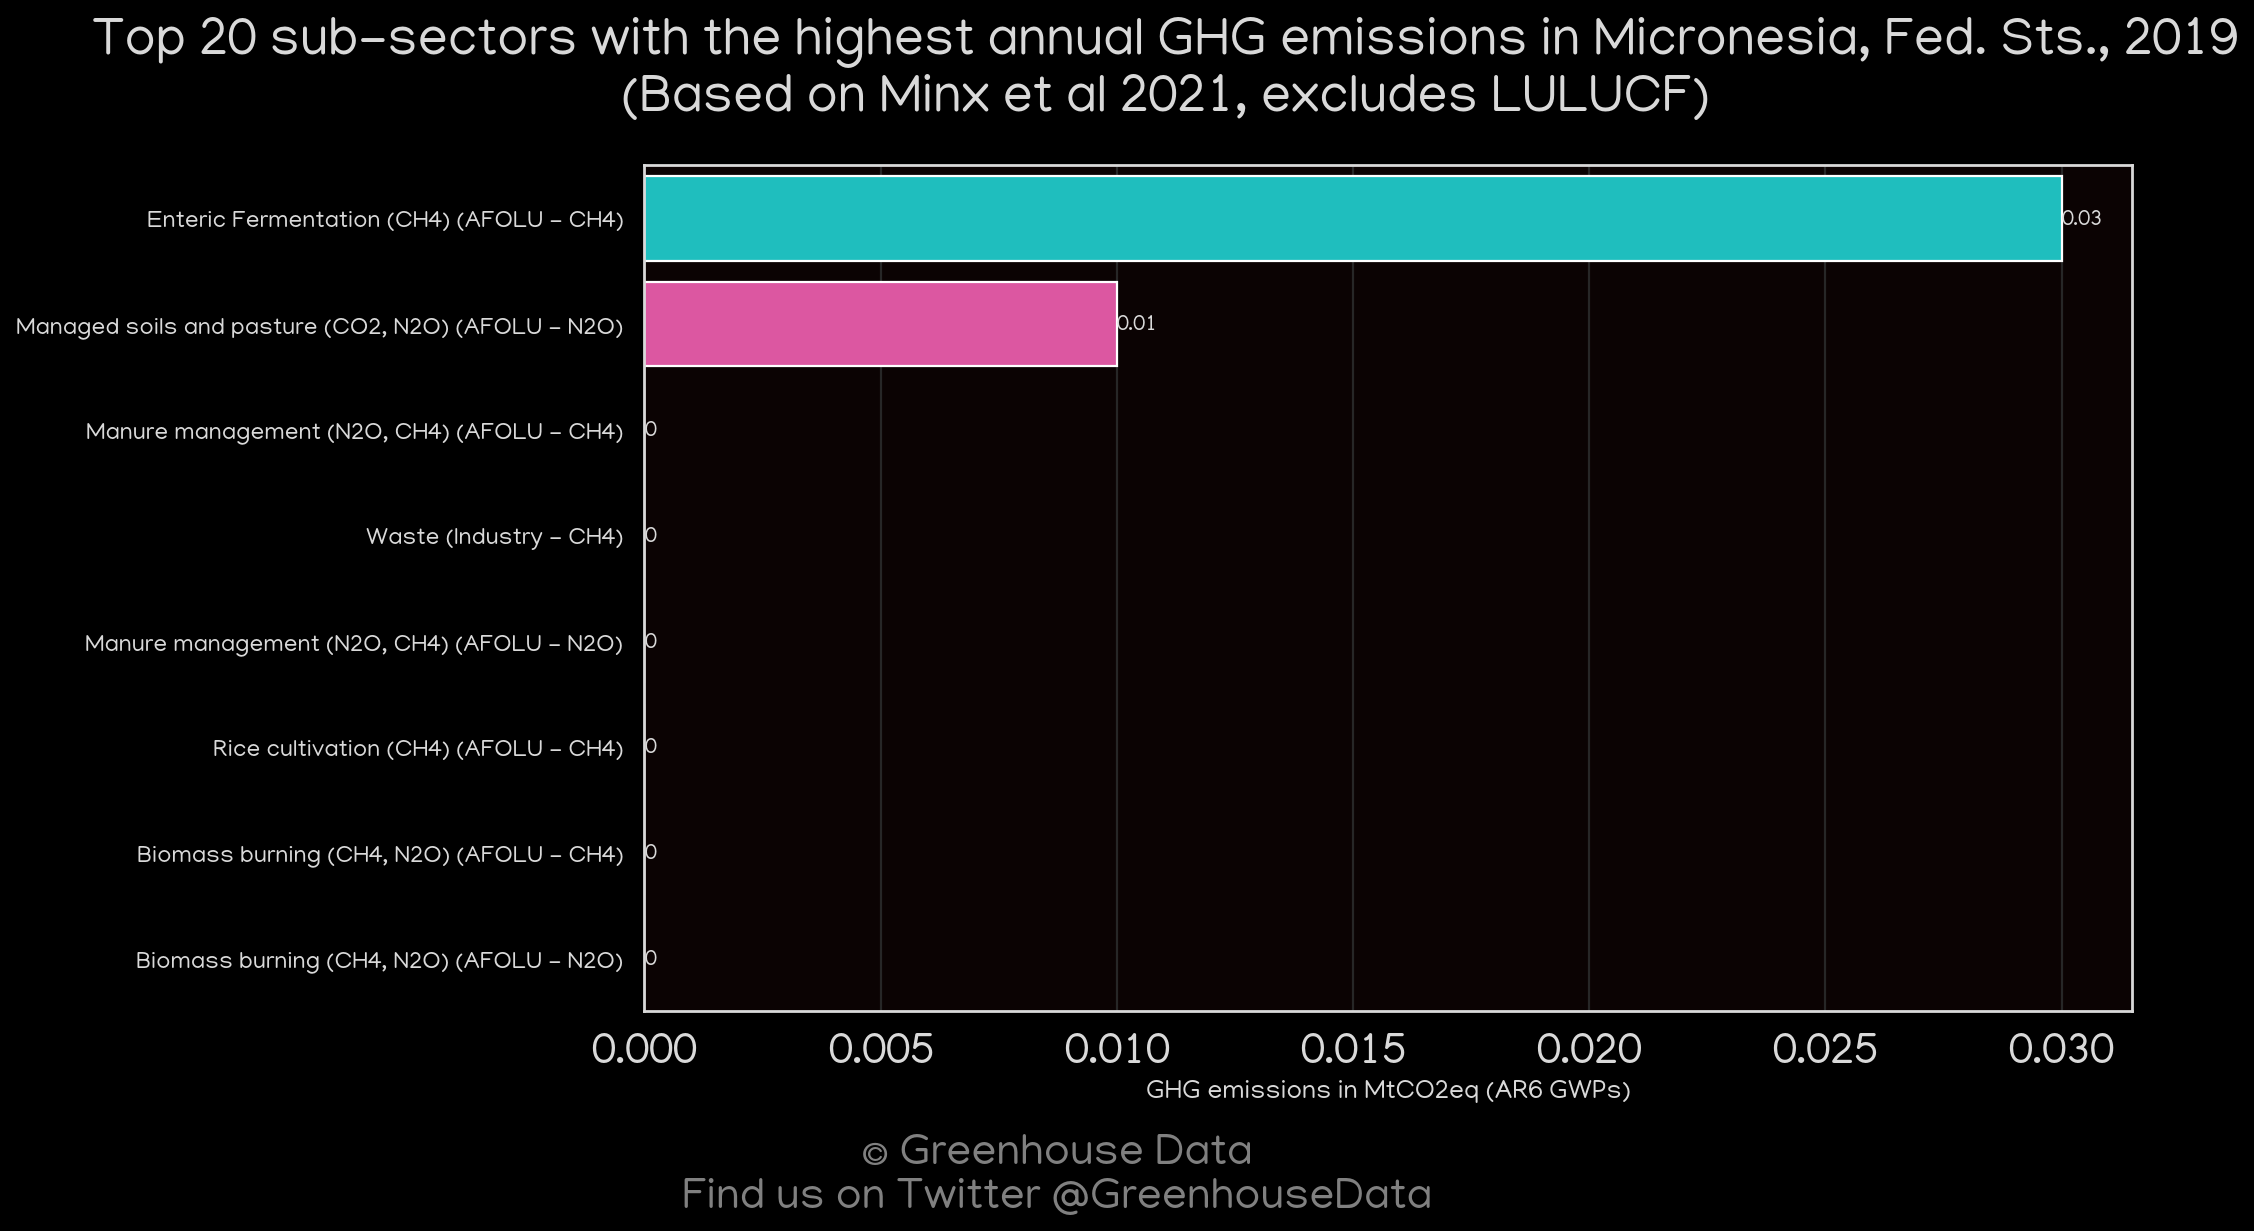 Top 20 sub-sectors with the highest annual GHG emissions in Micronesia, Fed. Sts., 2019
(Based on Minx et al 2021, excludes LULUCF)
Enteric Fermentation (CH4) (AFOLU - CH4)
0.03
Managed soils and pasture (CO2, N2O) (AFOLU - N2O)
0.01
Manure management (N2O, CH4) (AFOLU - CH4)
0
Waste (Industry - CH4)
0
Manure management (N2O, CH4) (AFOLU - N2O)
0
Rice cultivation (CH4) (AFOLU - CH4)
0
Biomass burning (CH4, N2O) (AFOLU - CH4)
0
Biomass burning (CH4, N2O) (AFOLU - N2O)
0
0.000 0.005 0.010 0.015 0.020 0.025 0.030
GHG emissions in MtCO2eq (AR6 GWPs)
© Greenhouse Data
Find us on Twitter @GreenhouseData